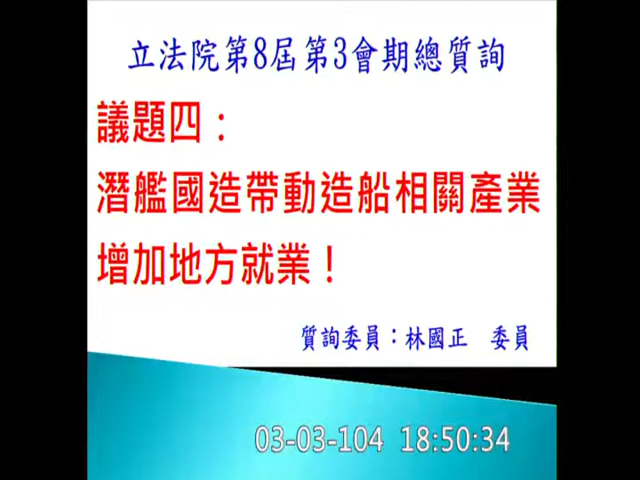 立法院第8屆第3會期總質詢
議題四：
潛艦國造帶動造船相關產業
增加地方就業！
質詢委員：林國正　委員
03-03-104 18:50:34